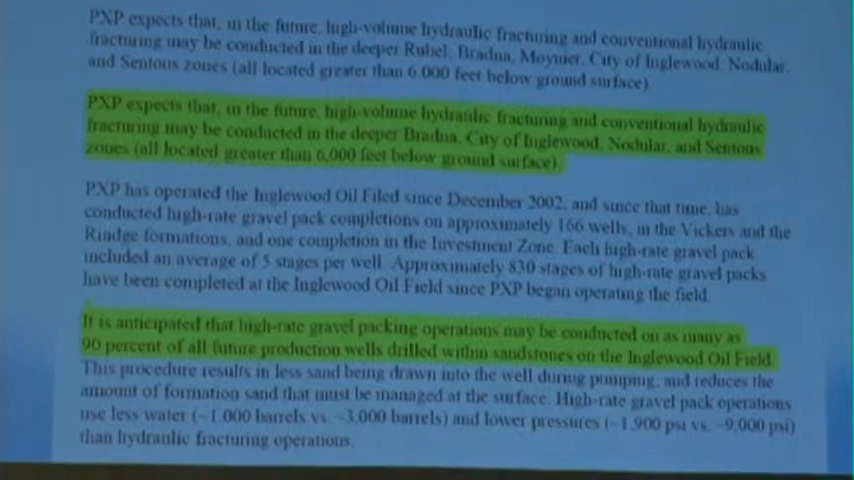 PXP expects that, in the future, high-volume hydraulic fracturing and conventional hydraulic
fracturing may be conducted in the deeper Rubel, Bradna, Moynier, City of Inglewood, Nodular,
and Sentous zones (all located greater than 6,000 feet below ground surface)
PXP expects that, in the future, high-volume hydraulic fracturing and conventional hydraulic
fracturing may be conducted in the deeper Bradna, City of Inglewood, Nodular, and Sentous
zones (all located greater than 6,000 feet below ground surface).
PXP has operated the Inglewood Oil Filed since December 2002, and since that time, has
conducted high-rate gravel pack completions on approximately 166 wells, in the Vickers and the
Rindge formations, and one completion in the Investment Zone. Each high-rate gravel pack
included an average of 5 stages per well. Approximately 830 stages of high-rate gravel packs
have been completed at the Inglewood Oil Field since PXP began operating the field.
It is anticipated that high-rate gravel packing operations may be conducted on as many as
90 percent of all future production wells drilled within sandstones on the Inglewood Oil Field.
This procedure results in less sand being drawn into the well during pumping, and reduces the
amount of formation sand that must be managed at the surface. High-rate gravel pack operations
use less water (~1,000 barrels vs. ~3,000 barrels) and lower pressures (~1,900 psi vs. ~9,000 psi)
than hydraulic fracturing operations.